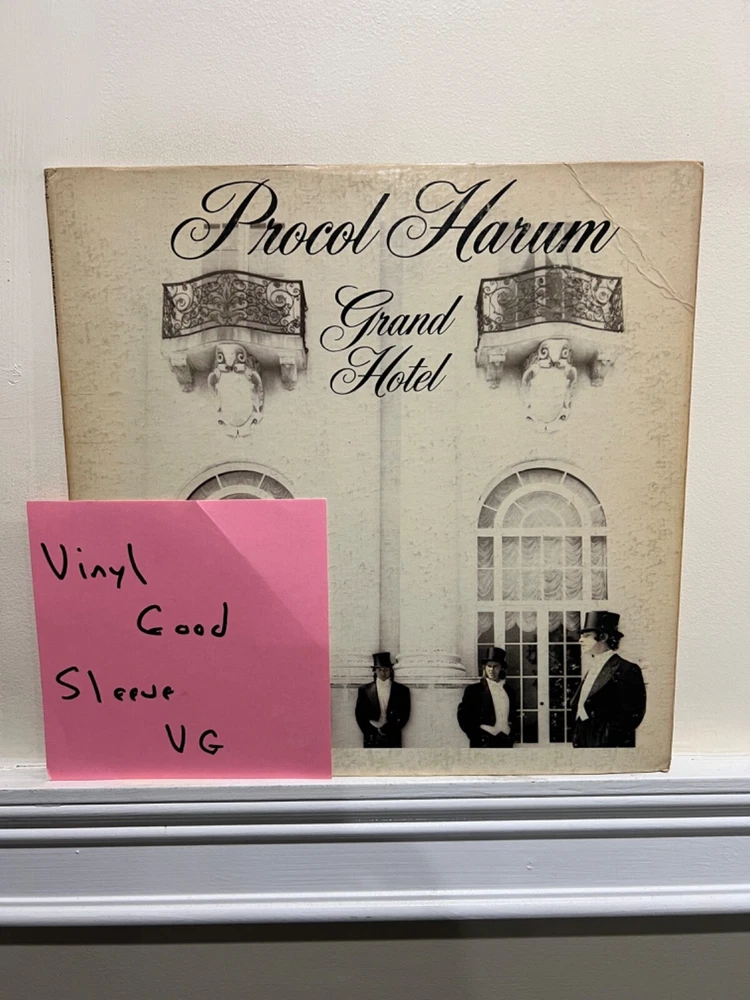 Procol Harum
Grand
Hotel
Vinyl
Good
Sleeve
VG